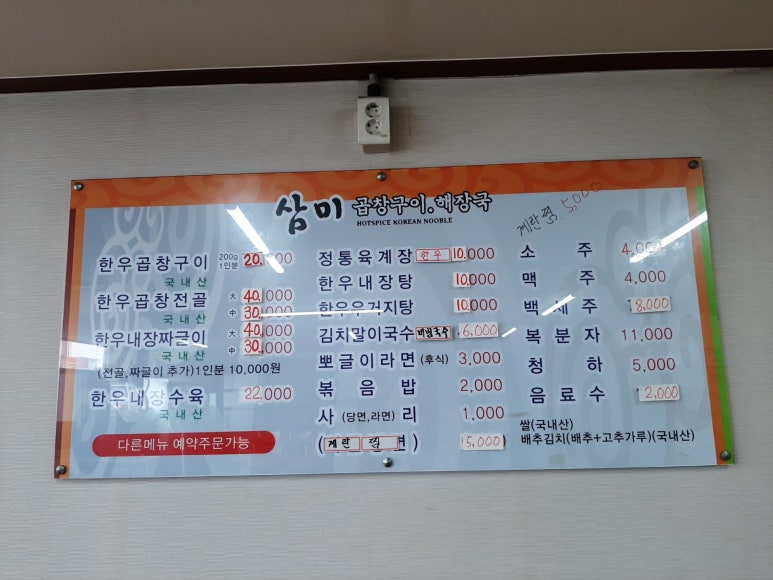 삼미 곱창구이.해장국
HOTSPICE KOREAN NOOBLE
계란찜. 5,000
한우곱창구이 200g 1인분 20,000
국내산
한우곱창전골 大 40,000
국내산 中 30,000
한우내장짜글이 大 40,000
국내산 中 30,000
(전골,짜글이 추가)1인분 10,000원
한우내장수육 22,000
국내산
다른메뉴 예약주문가능
정통육계장 한우 10,000
한우내장탕 10,000
한우우거지탕 10,000
김치말이국수 비빔국수 6,000
뽀글이라면 (후식) 3,000
볶음밥 2,000
사 (당면,라면) 리 1,000
(계란찜) 5,000
소주 4,000
맥주 4,000
백세주 8,000
복분자 11,000
청하 5,000
음료수 2,000
쌀(국내산)
배추김치(배추+고추가루)(국내산)